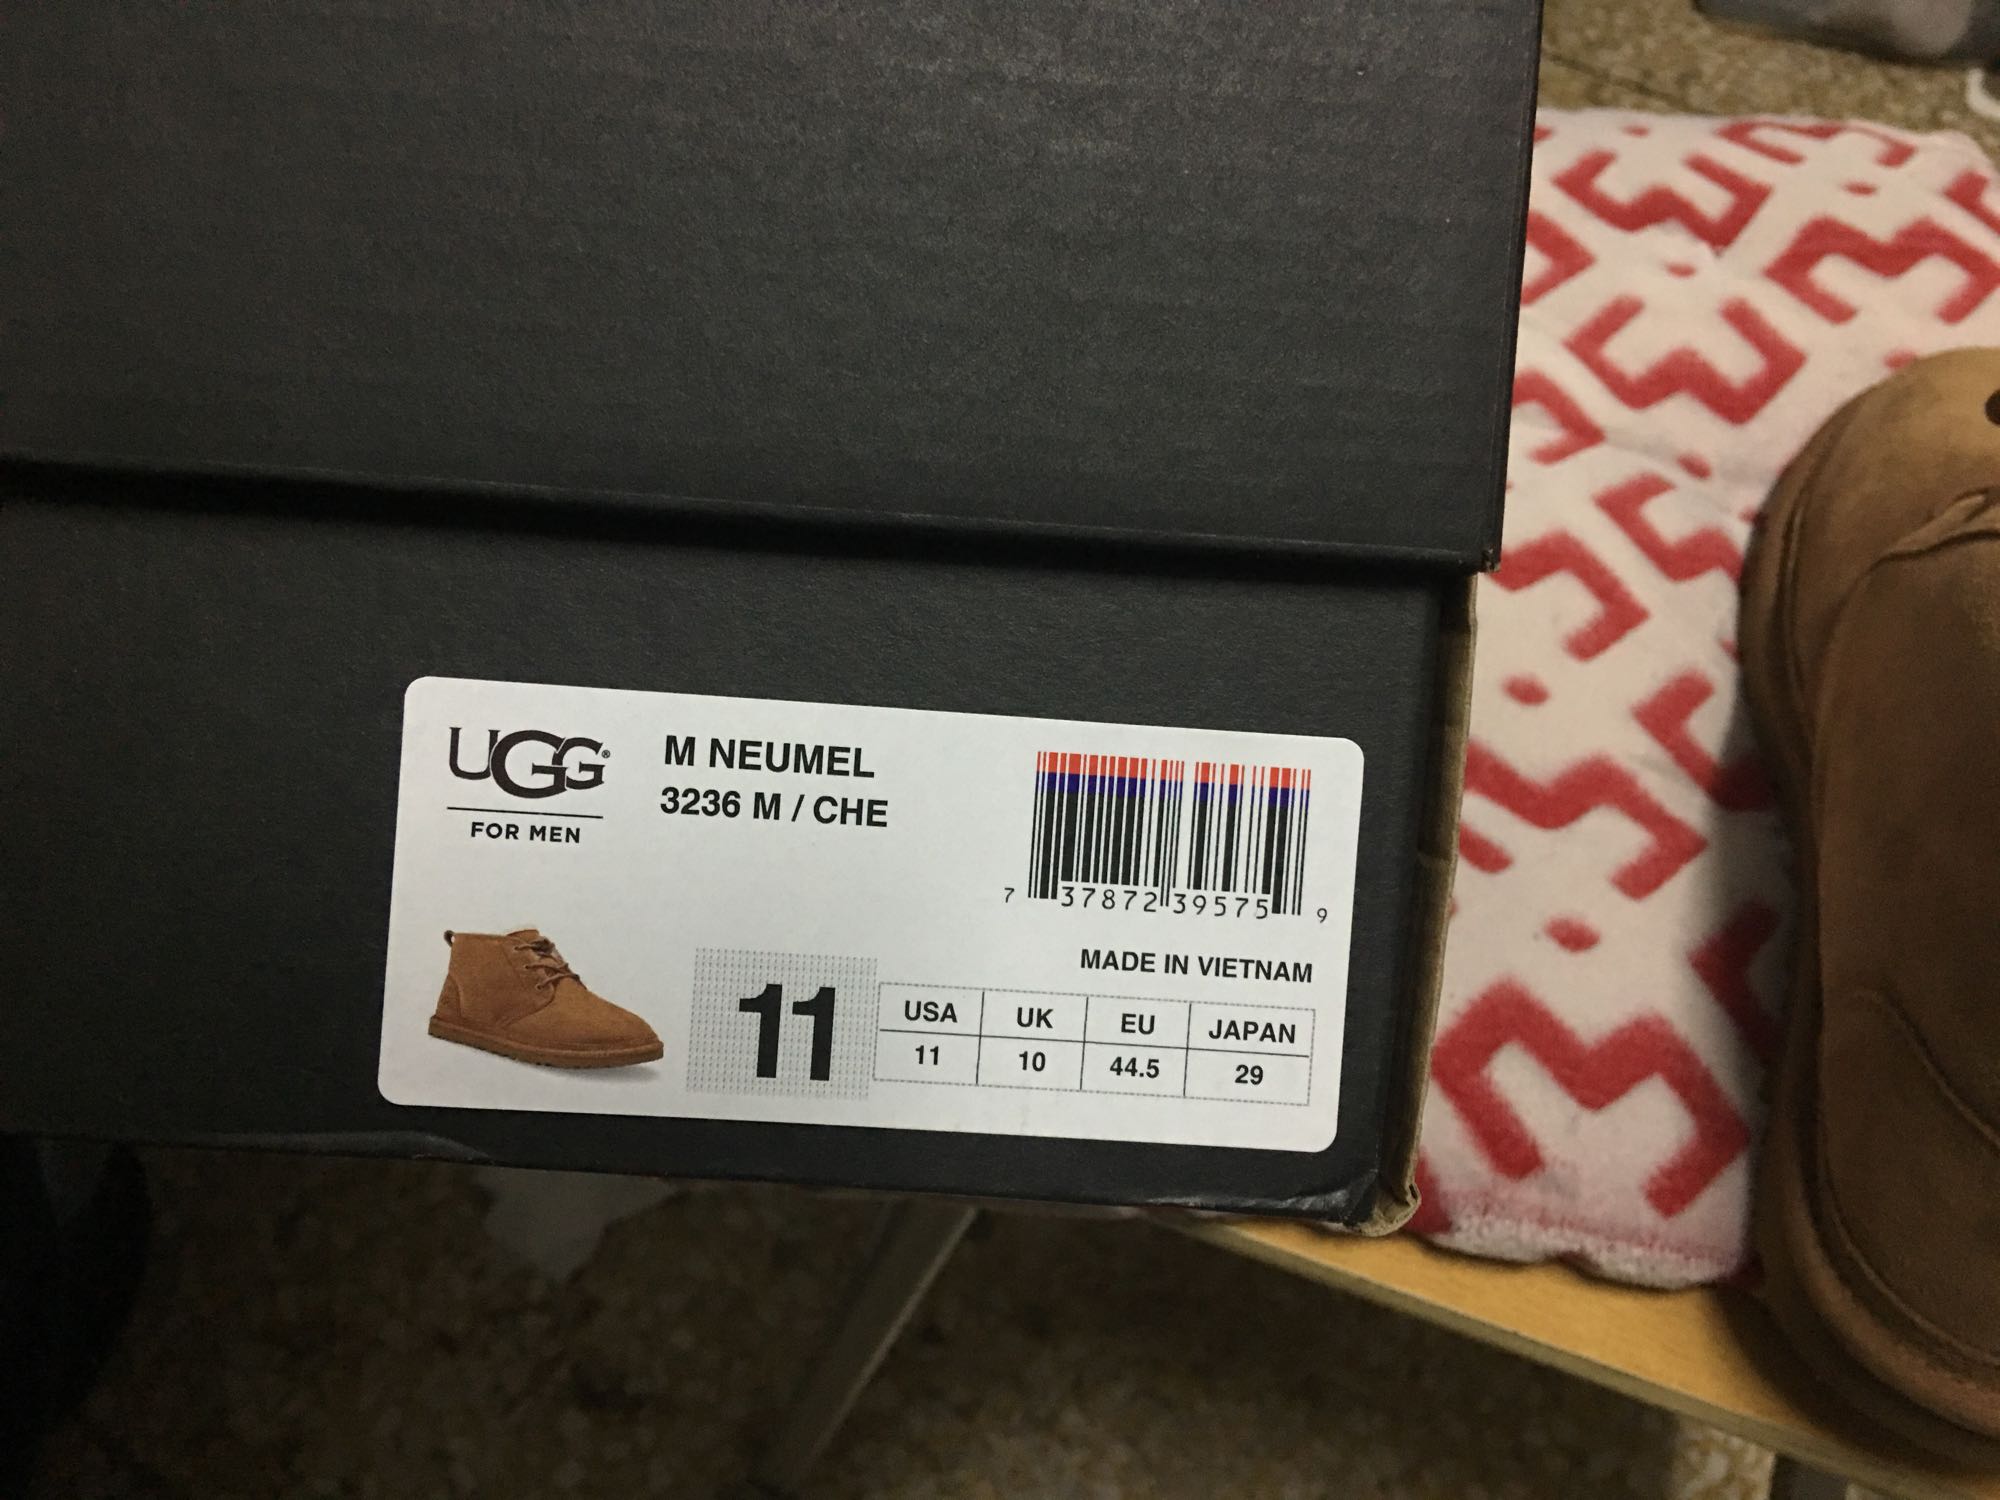 UGG®
FOR MEN
M NEUMEL
3236 M / CHE
7 37872 39575 9
MADE IN VIETNAM
11
USA UK EU JAPAN
11 10 44.5 29